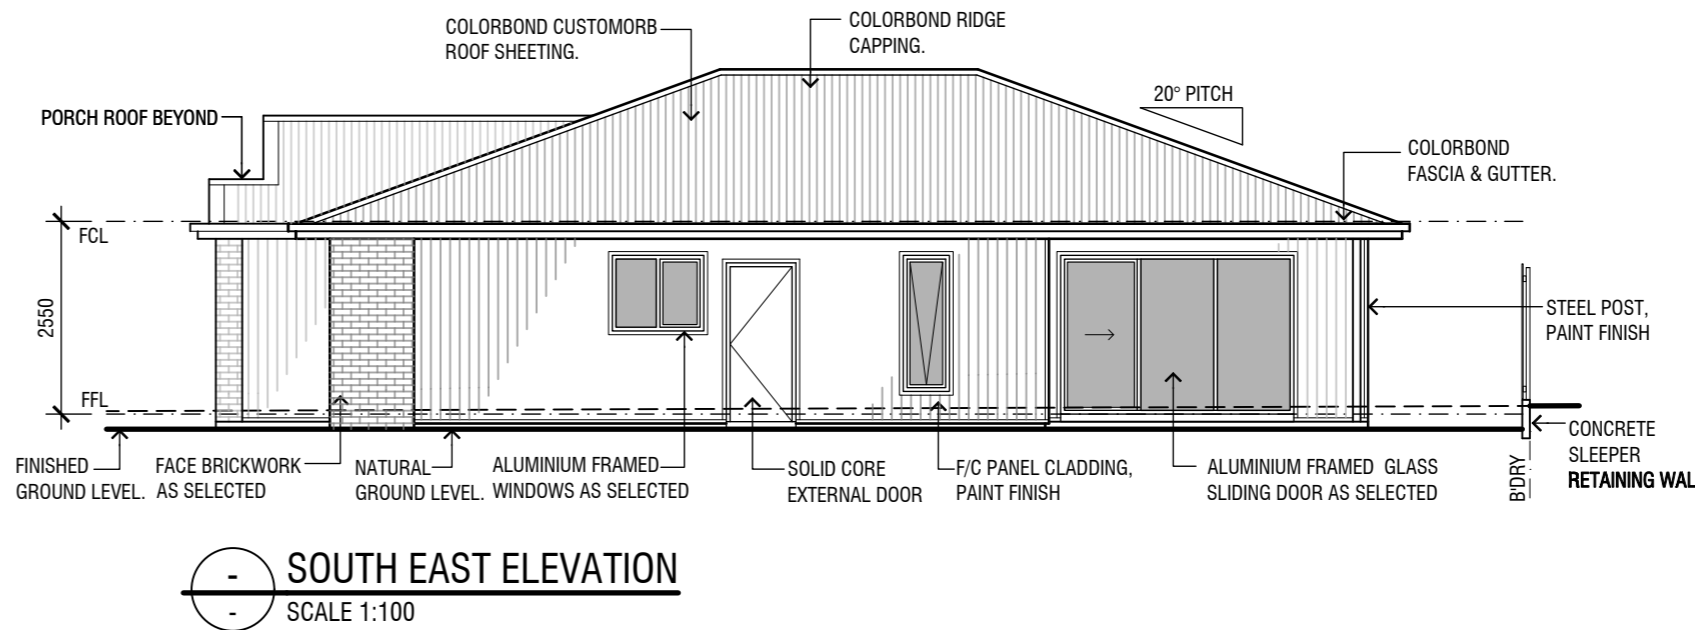 COLORBOND CUSTOMORB
ROOF SHEETING.
COLORBOND RIDGE
CAPPING.
20° PITCH
PORCH ROOF BEYOND
COLORBOND
FASCIA & GUTTER.
FCL
2550
STEEL POST,
PAINT FINISH
FFL
FINISHED
GROUND LEVEL.
FACE BRICKWORK
AS SELECTED
NATURAL
GROUND LEVEL.
ALUMINIUM FRAMED
WINDOWS AS SELECTED
SOLID CORE
EXTERNAL DOOR
F/C PANEL CLADDING,
PAINT FINISH
ALUMINIUM FRAMED GLASS
SLIDING DOOR AS SELECTED
B'DRY
CONCRETE
SLEEPER
RETAINING WAL
-
-
SOUTH EAST ELEVATION
SCALE 1:100